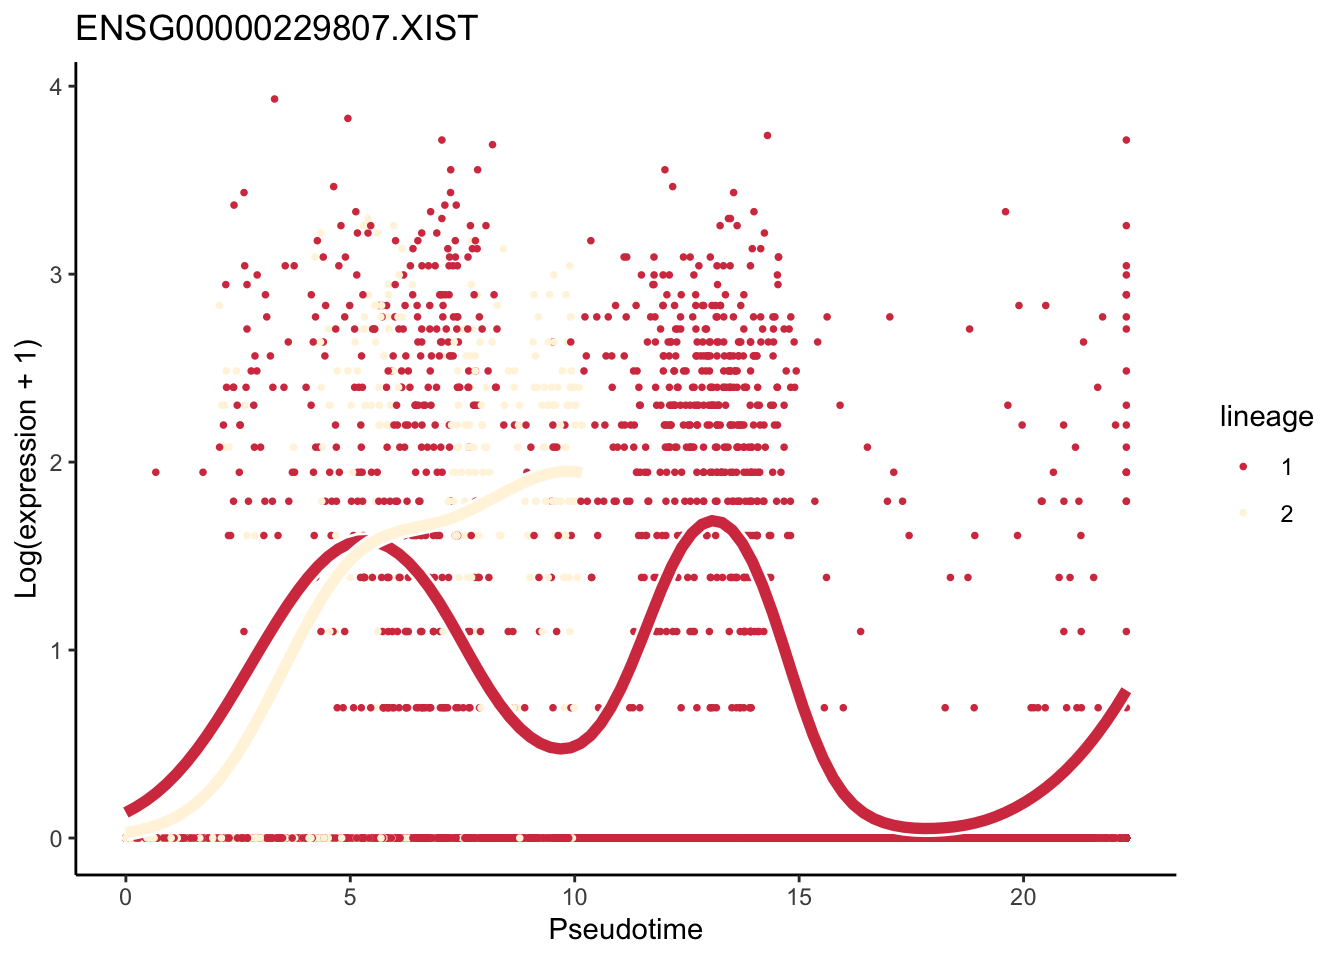 ENSG00000229807.XIST
4
3
2
1
0
Log(expression + 1)
0 5 10 15 20
Pseudotime
lineage
1
2